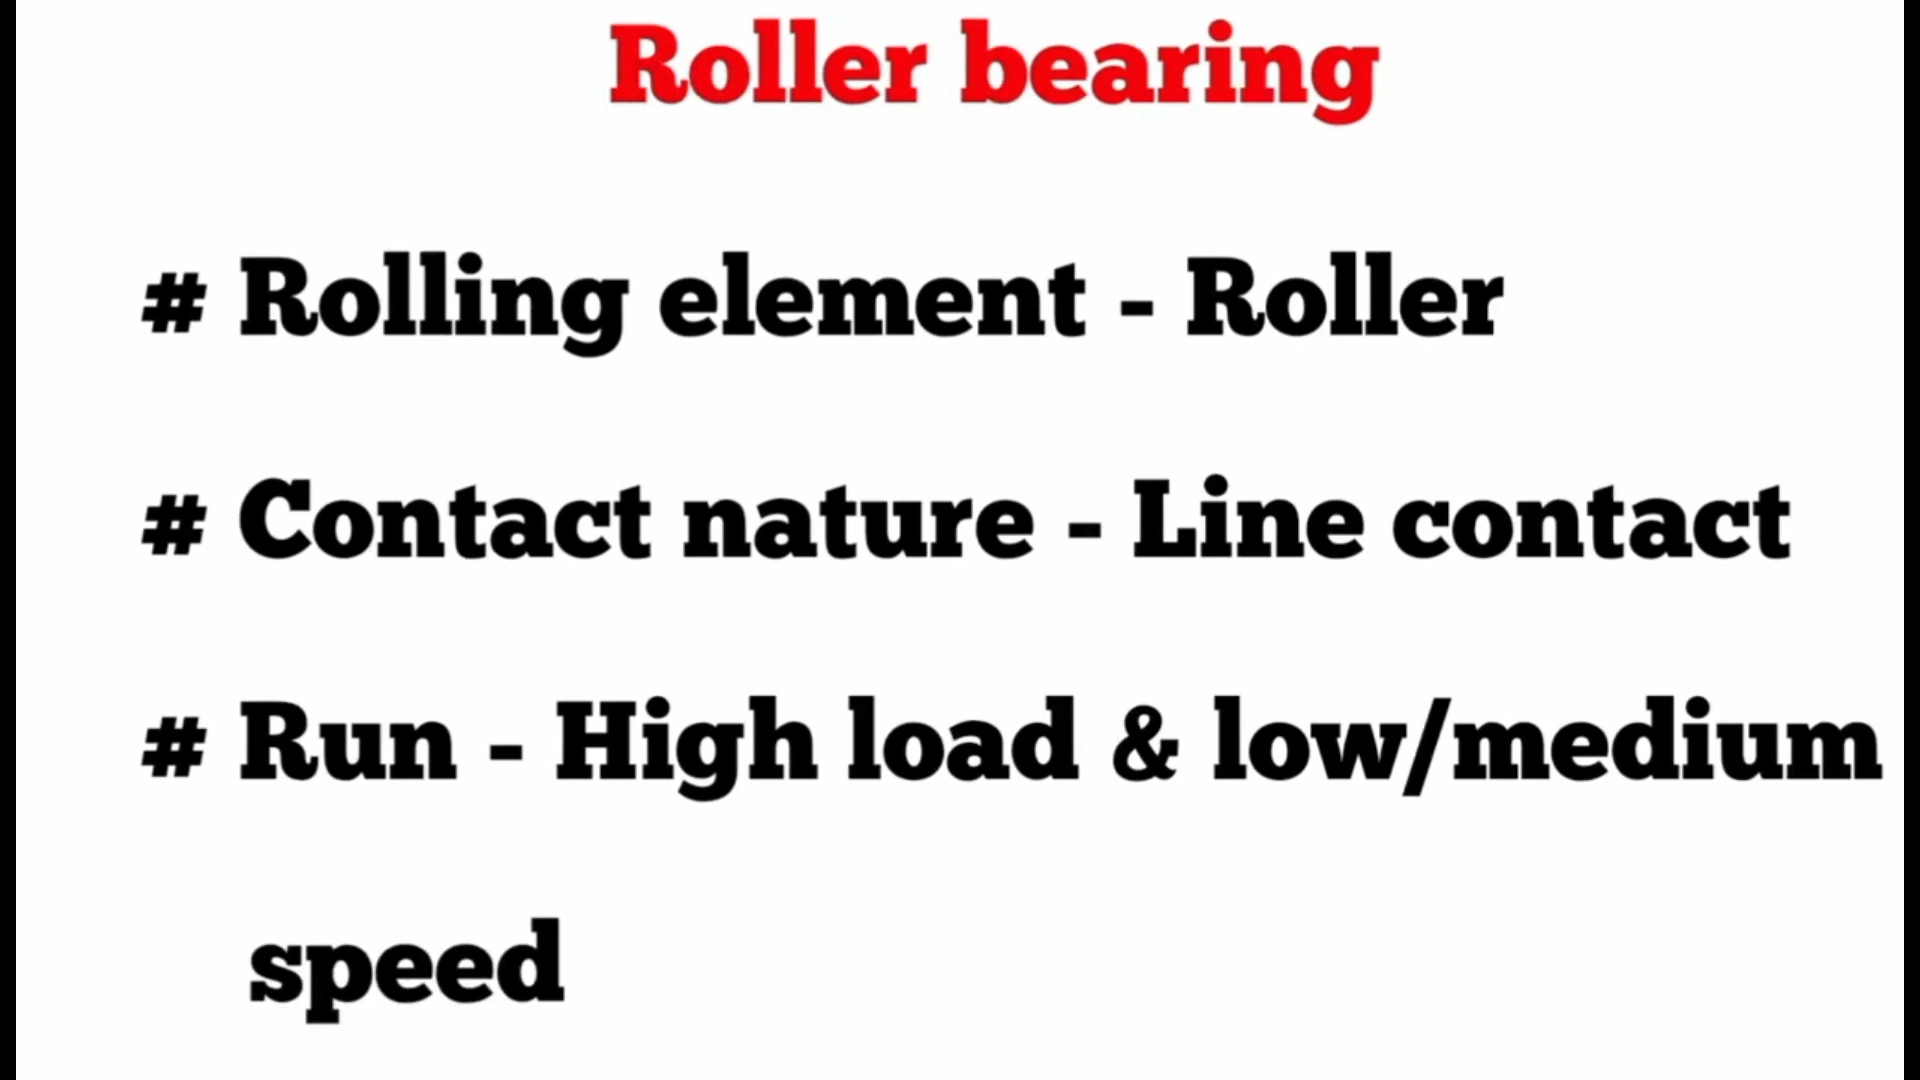 Roller bearing
# Rolling element - Roller
# Contact nature - Line contact
# Run - High load & low/medium
speed